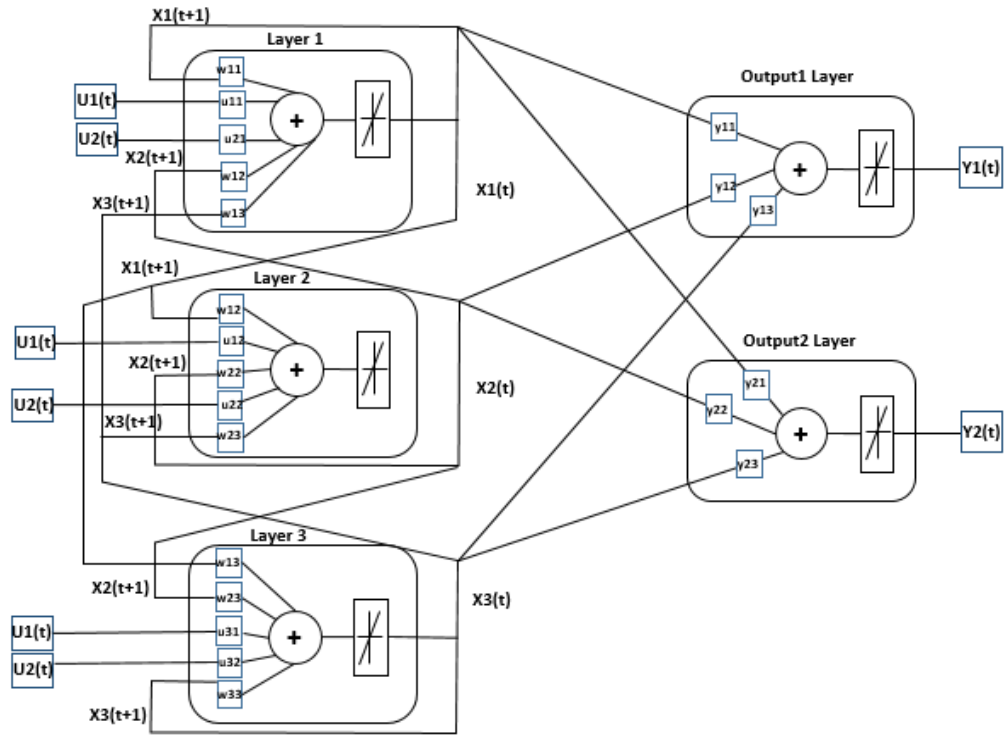 X1(t+1)
Layer 1
w11
U1(t)
u11
+
U2(t)
u21
X2(t+1)
w12
X3(t+1)
w13
X1(t)
Output1 Layer
y11
y12
y13
+
Y1(t)
X1(t+1)
Layer 2
w12
U1(t)
u12
X2(t+1)
w22
+
U2(t)
u22
X3(t+1)
w23
X2(t)
Output2 Layer
y21
y22
y23
+
Y2(t)
Layer 3
w13
X2(t+1)
w23
U1(t)
u31
+
U2(t)
u32
w33
X3(t+1)
X3(t)